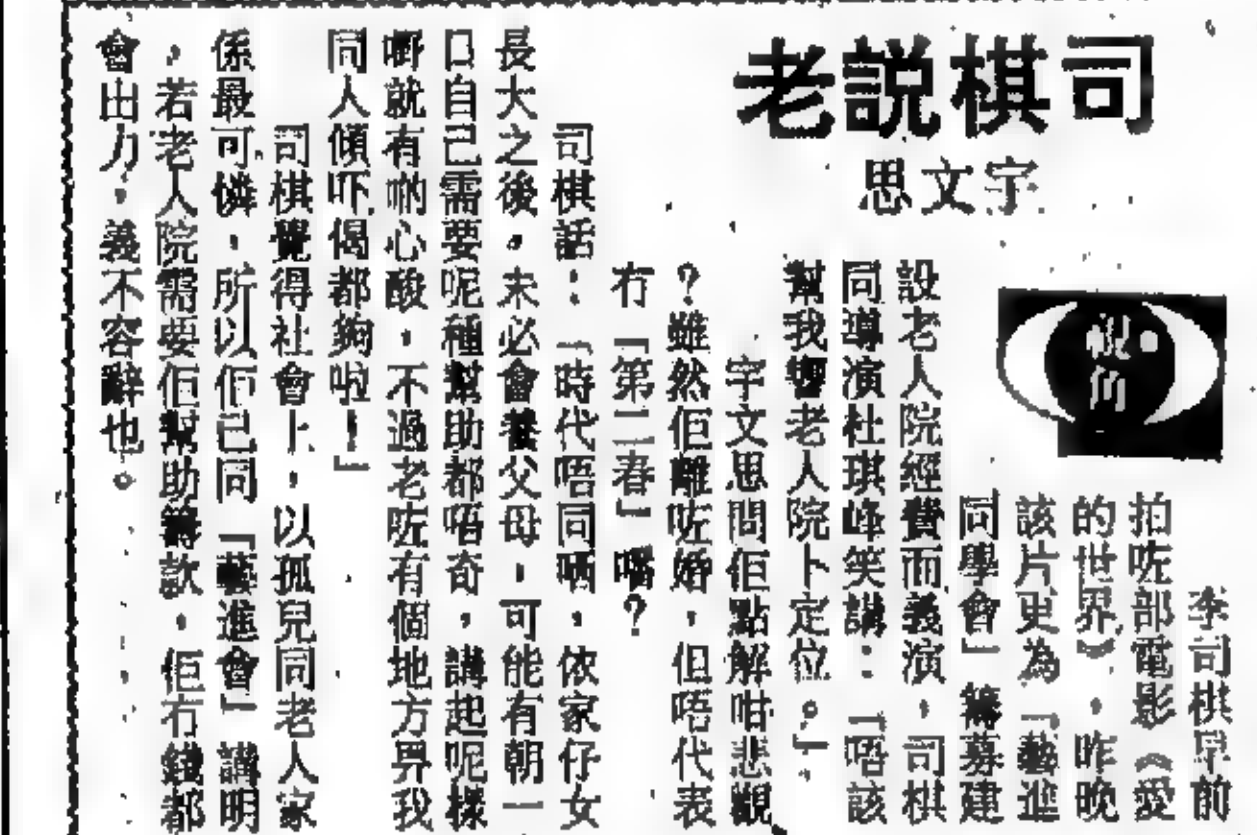 司棋説老
宇文思
視角
李司棋早前
拍咗部電影《愛
的世界》,昨晚
該片更為「藝進
同學會」籌募建
設老人院經費而義演,司棋
同導演杜琪峰笑講:「唔該
幫我響老人院卜定位。」
宇文思問佢點解咁悲觀
?雖然佢離咗婚,但唔代表
冇「第二春」嘅?
司棋話:「時代唔同嘛,依家仔女
長大之後,未必會養父母,可能有朝一
日自己需要呢種幫助都唔奇,講起呢樣
嘢就有啲心酸,不過老咗有個地方畀我
同人傾吓偈都夠啦!」
司棋覺得社會上,以孤兒同老人家
係最可憐,所以佢已同「藝進會」講明
,若老人院需要佢幫助籌款,佢冇錢都
會出力,義不容辭也。